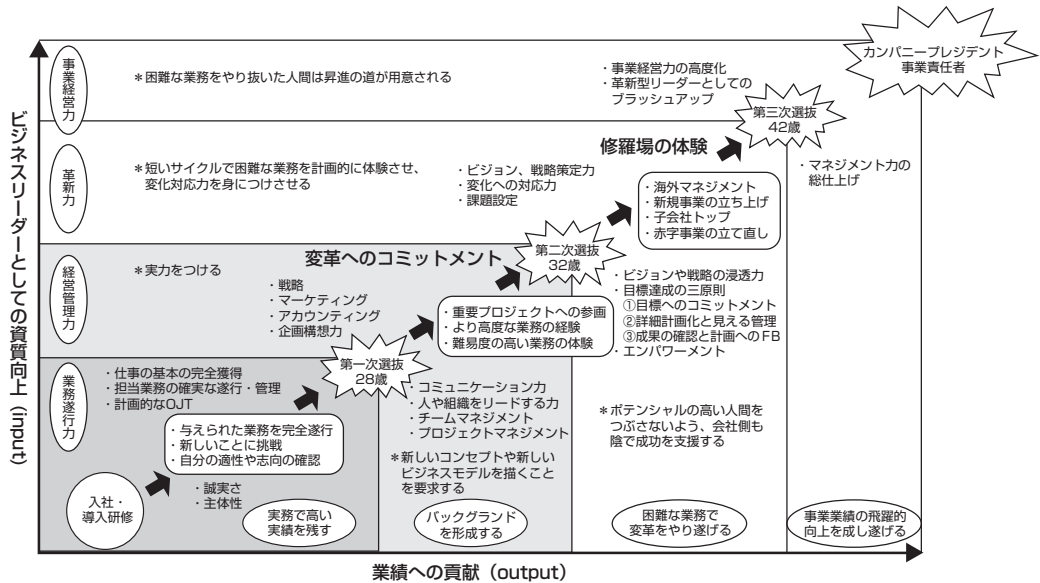 カンパニープレジデント
事業責任者
事業経営力
＊困難な業務をやり抜いた人間は昇進の道が用意される
・事業経営力の高度化
・革新型リーダーとしての
ブラッシュアップ
第三次選抜
42歳
修羅場の体験
革新力
＊短いサイクルで困難な業務を計画的に体験させ、
変化対応力を身につけさせる
・ビジョン、戦略策定力
・変化への対応力
・課題設定
・海外マネジメント
・新規事業の立ち上げ
・子会社トップ
・赤字事業の立て直し
・マネジメント力の
総仕上げ
変革へのコミットメント
第二次選抜
32歳
経営管理力
＊実力をつける
・戦略
・マーケティング
・アカウンティング
・企画構想力
・重要プロジェクトへの参画
・より高度な業務の経験
・難易度の高い業務の体験
・ビジョンや戦略の浸透力
・目標達成の三原則
①目標へのコミットメント
②詳細計画化と見える管理
③成果の確認と計画へのFB
・エンパワーメント
第一次選抜
28歳
業務遂行力
・仕事の基本の完全獲得
・担当業務の確実な遂行・管理
・計画的なOJT
・与えられた業務を完全遂行
・新しいことに挑戦
・自分の適性や志向の確認
・コミュニケーション力
・人や組織をリードする力
・チームマネジメント
・プロジェクトマネジメント
＊新しいコンセプトや新しい
ビジネスモデルを描くこと
を要求する
＊ポテンシャルの高い人間を
つぶさないよう、会社側も
陰で成功を支援する
入社・
導入研修
・誠実さ
・主体性
実務で高い
実績を残す
バックグランド
を形成する
困難な業務で
変革をやり遂げる
事業業績の飛躍的
向上を成し遂げる
ビジネスリーダーとしての資質向上（input）
業績への貢献（output）